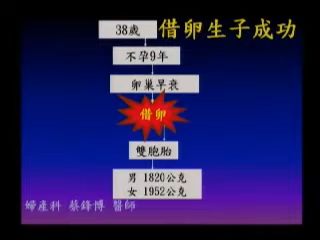 借卵生子成功
38歲
不孕9年
卵巢早衰
借卵
雙胞胎
男 1820公克
女 1952公克
婦產科 蔡鋒博 醫師